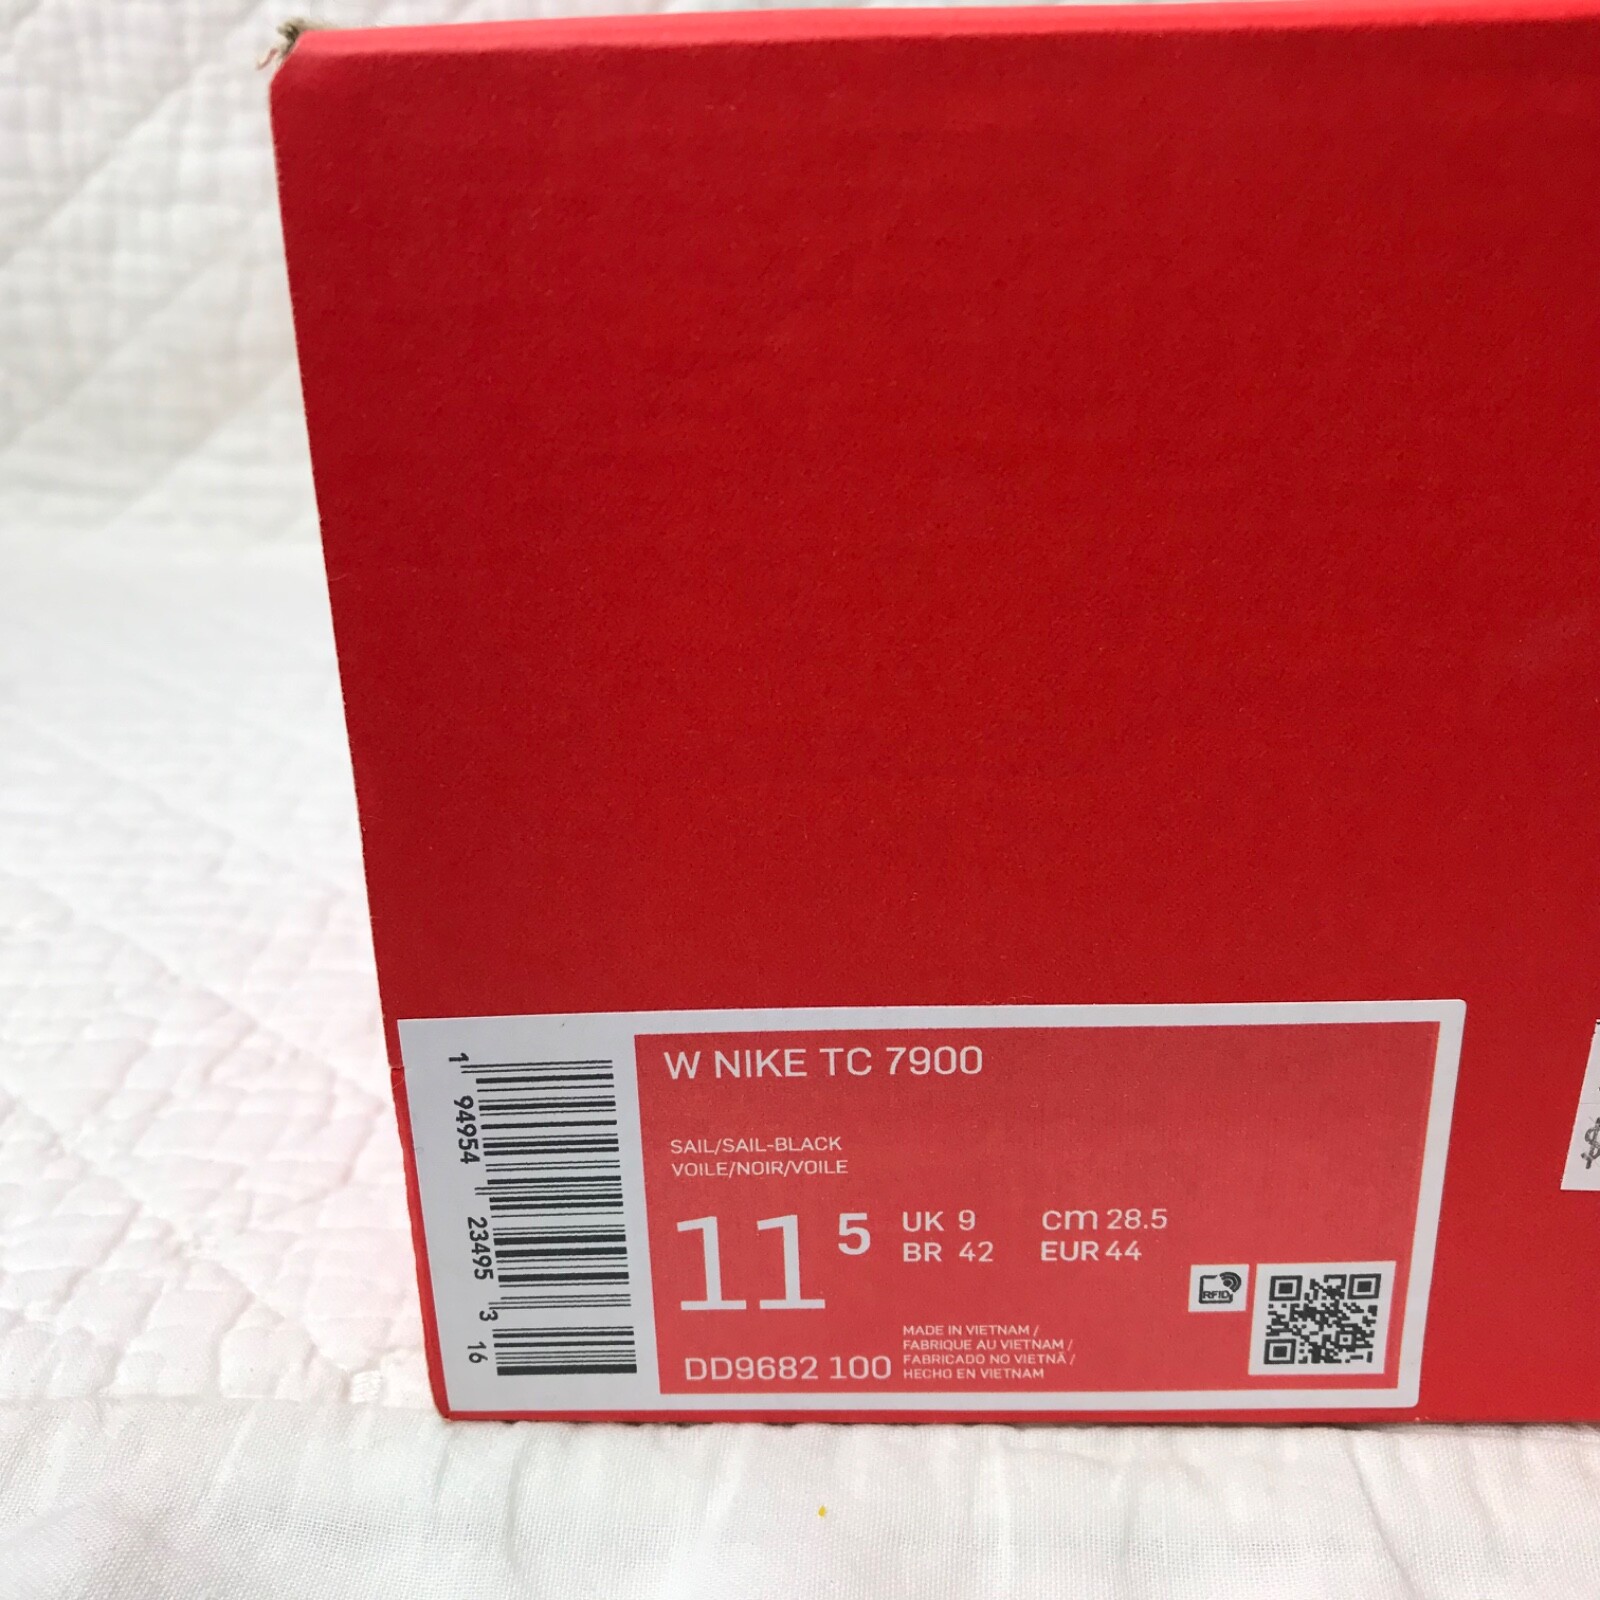 W NIKE TC 7900
SAIL/SAIL-BLACK
VOILE/NOIR/VOILE
11 5
UK 9 cm 28.5
BR 42 EUR 44
DD9682 100
MADE IN VIETNAM /
FABRIQUE AU VIETNAM /
FABRICADO NO VIETNÃ /
HECHO EN VIETNAM
RFID
1 94954 23495 3 16